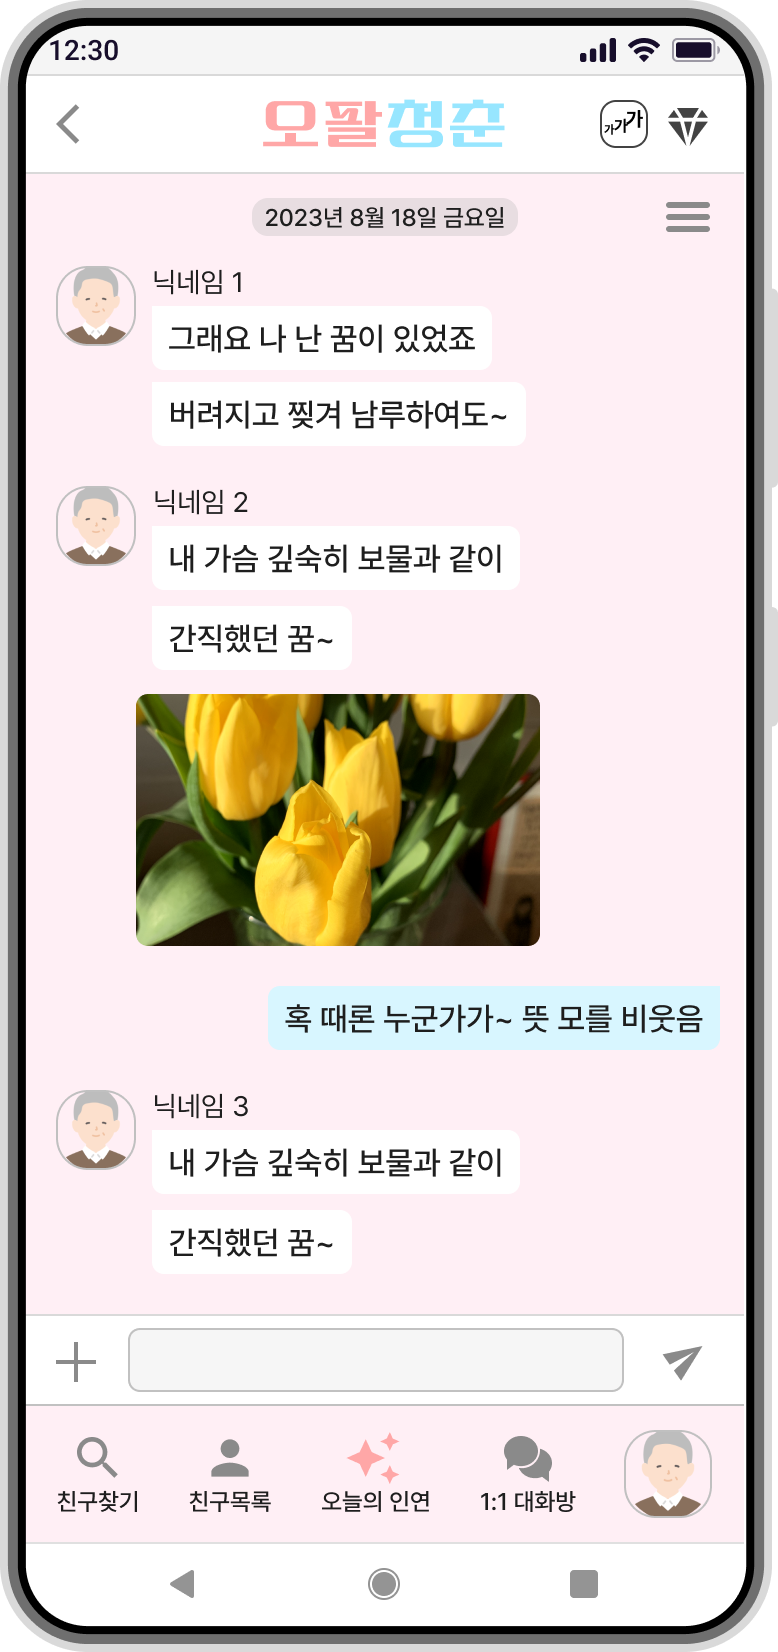 12:30
오팔청춘
가가가
2023년 8월 18일 금요일
닉네임 1
그래요 나 난 꿈이 있었죠
버려지고 찢겨 남루하여도~
닉네임 2
내 가슴 깊숙히 보물과 같이
간직했던 꿈~
혹 때론 누군가가~ 뜻 모를 비웃음
닉네임 3
내 가슴 깊숙히 보물과 같이
간직했던 꿈~
친구찾기 친구목록 오늘의 인연 1:1 대화방